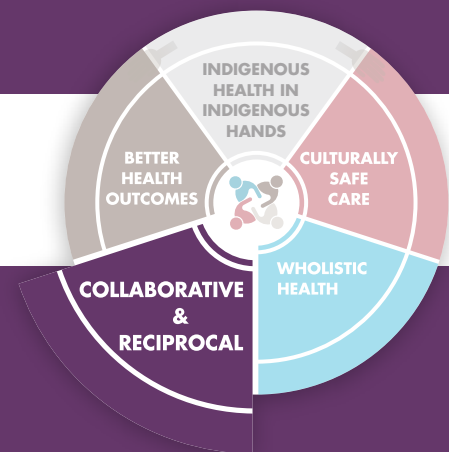 INDIGENOUS
HEALTH IN
INDIGENOUS
HANDS
CULTURALLY
SAFE
CARE
WHOLISTIC
HEALTH
COLLABORATIVE
&
RECIPROCAL
BETTER
HEALTH
OUTCOMES